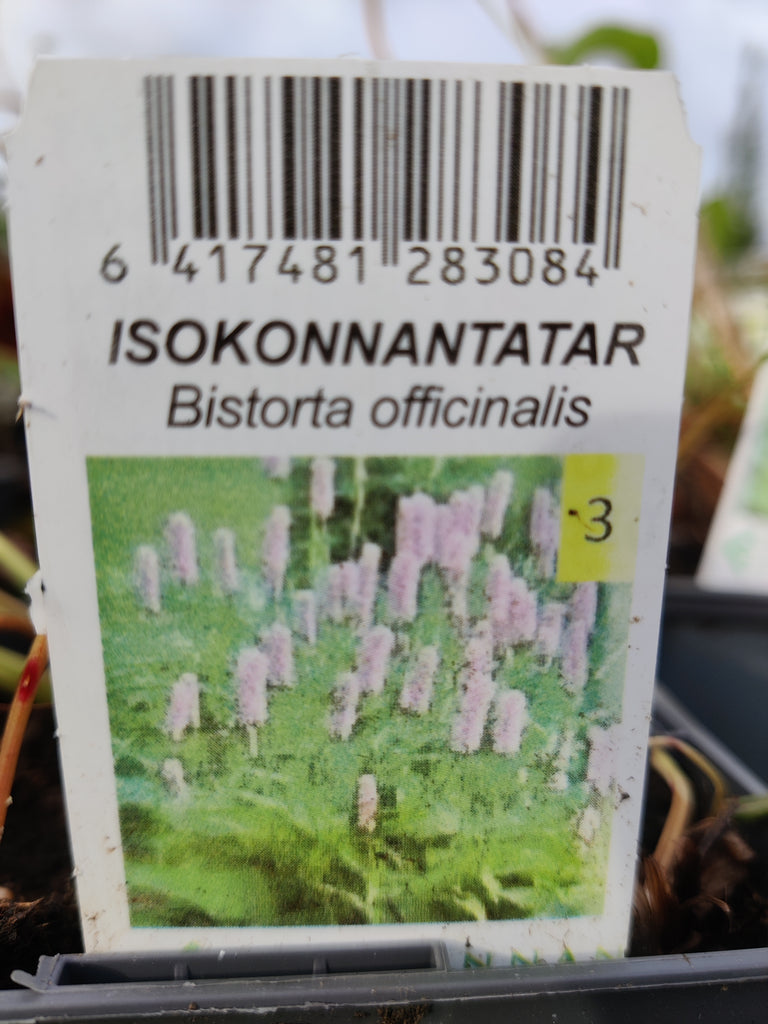 6 417481 283084
ISOKONNANTATAR
Bistorta officinalis
3